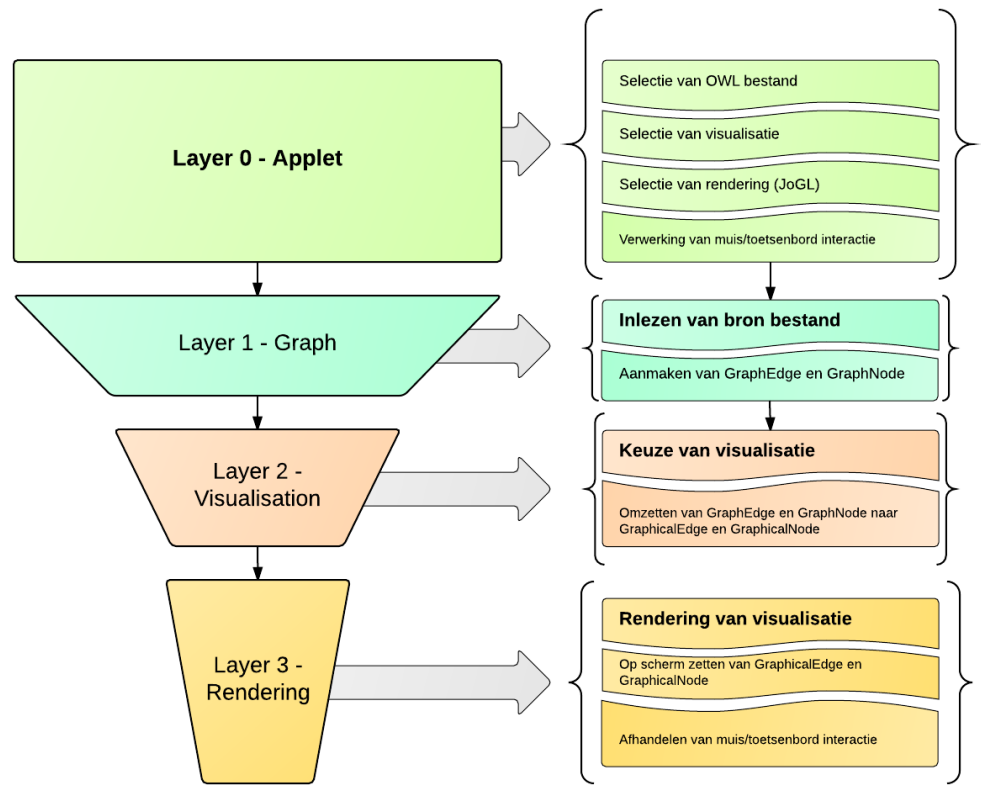 Layer 0 - Applet
Selectie van OWL bestand
Selectie van visualisatie
Selectie van rendering (JoGL)
Verwerking van muis/toetsenbord interactie
Layer 1 - Graph
Inlezen van bron bestand
Aanmaken van GraphEdge en GraphNode
Layer 2 -
Visualisation
Keuze van visualisatie
Omzetten van GraphEdge en GraphNode naar
GraphicalEdge en GraphicalNode
Layer 3 -
Rendering
Rendering van visualisatie
Op scherm zetten van GraphicalEdge en
GraphicalNode
Afhandelen van muis/toetsenbord interactie